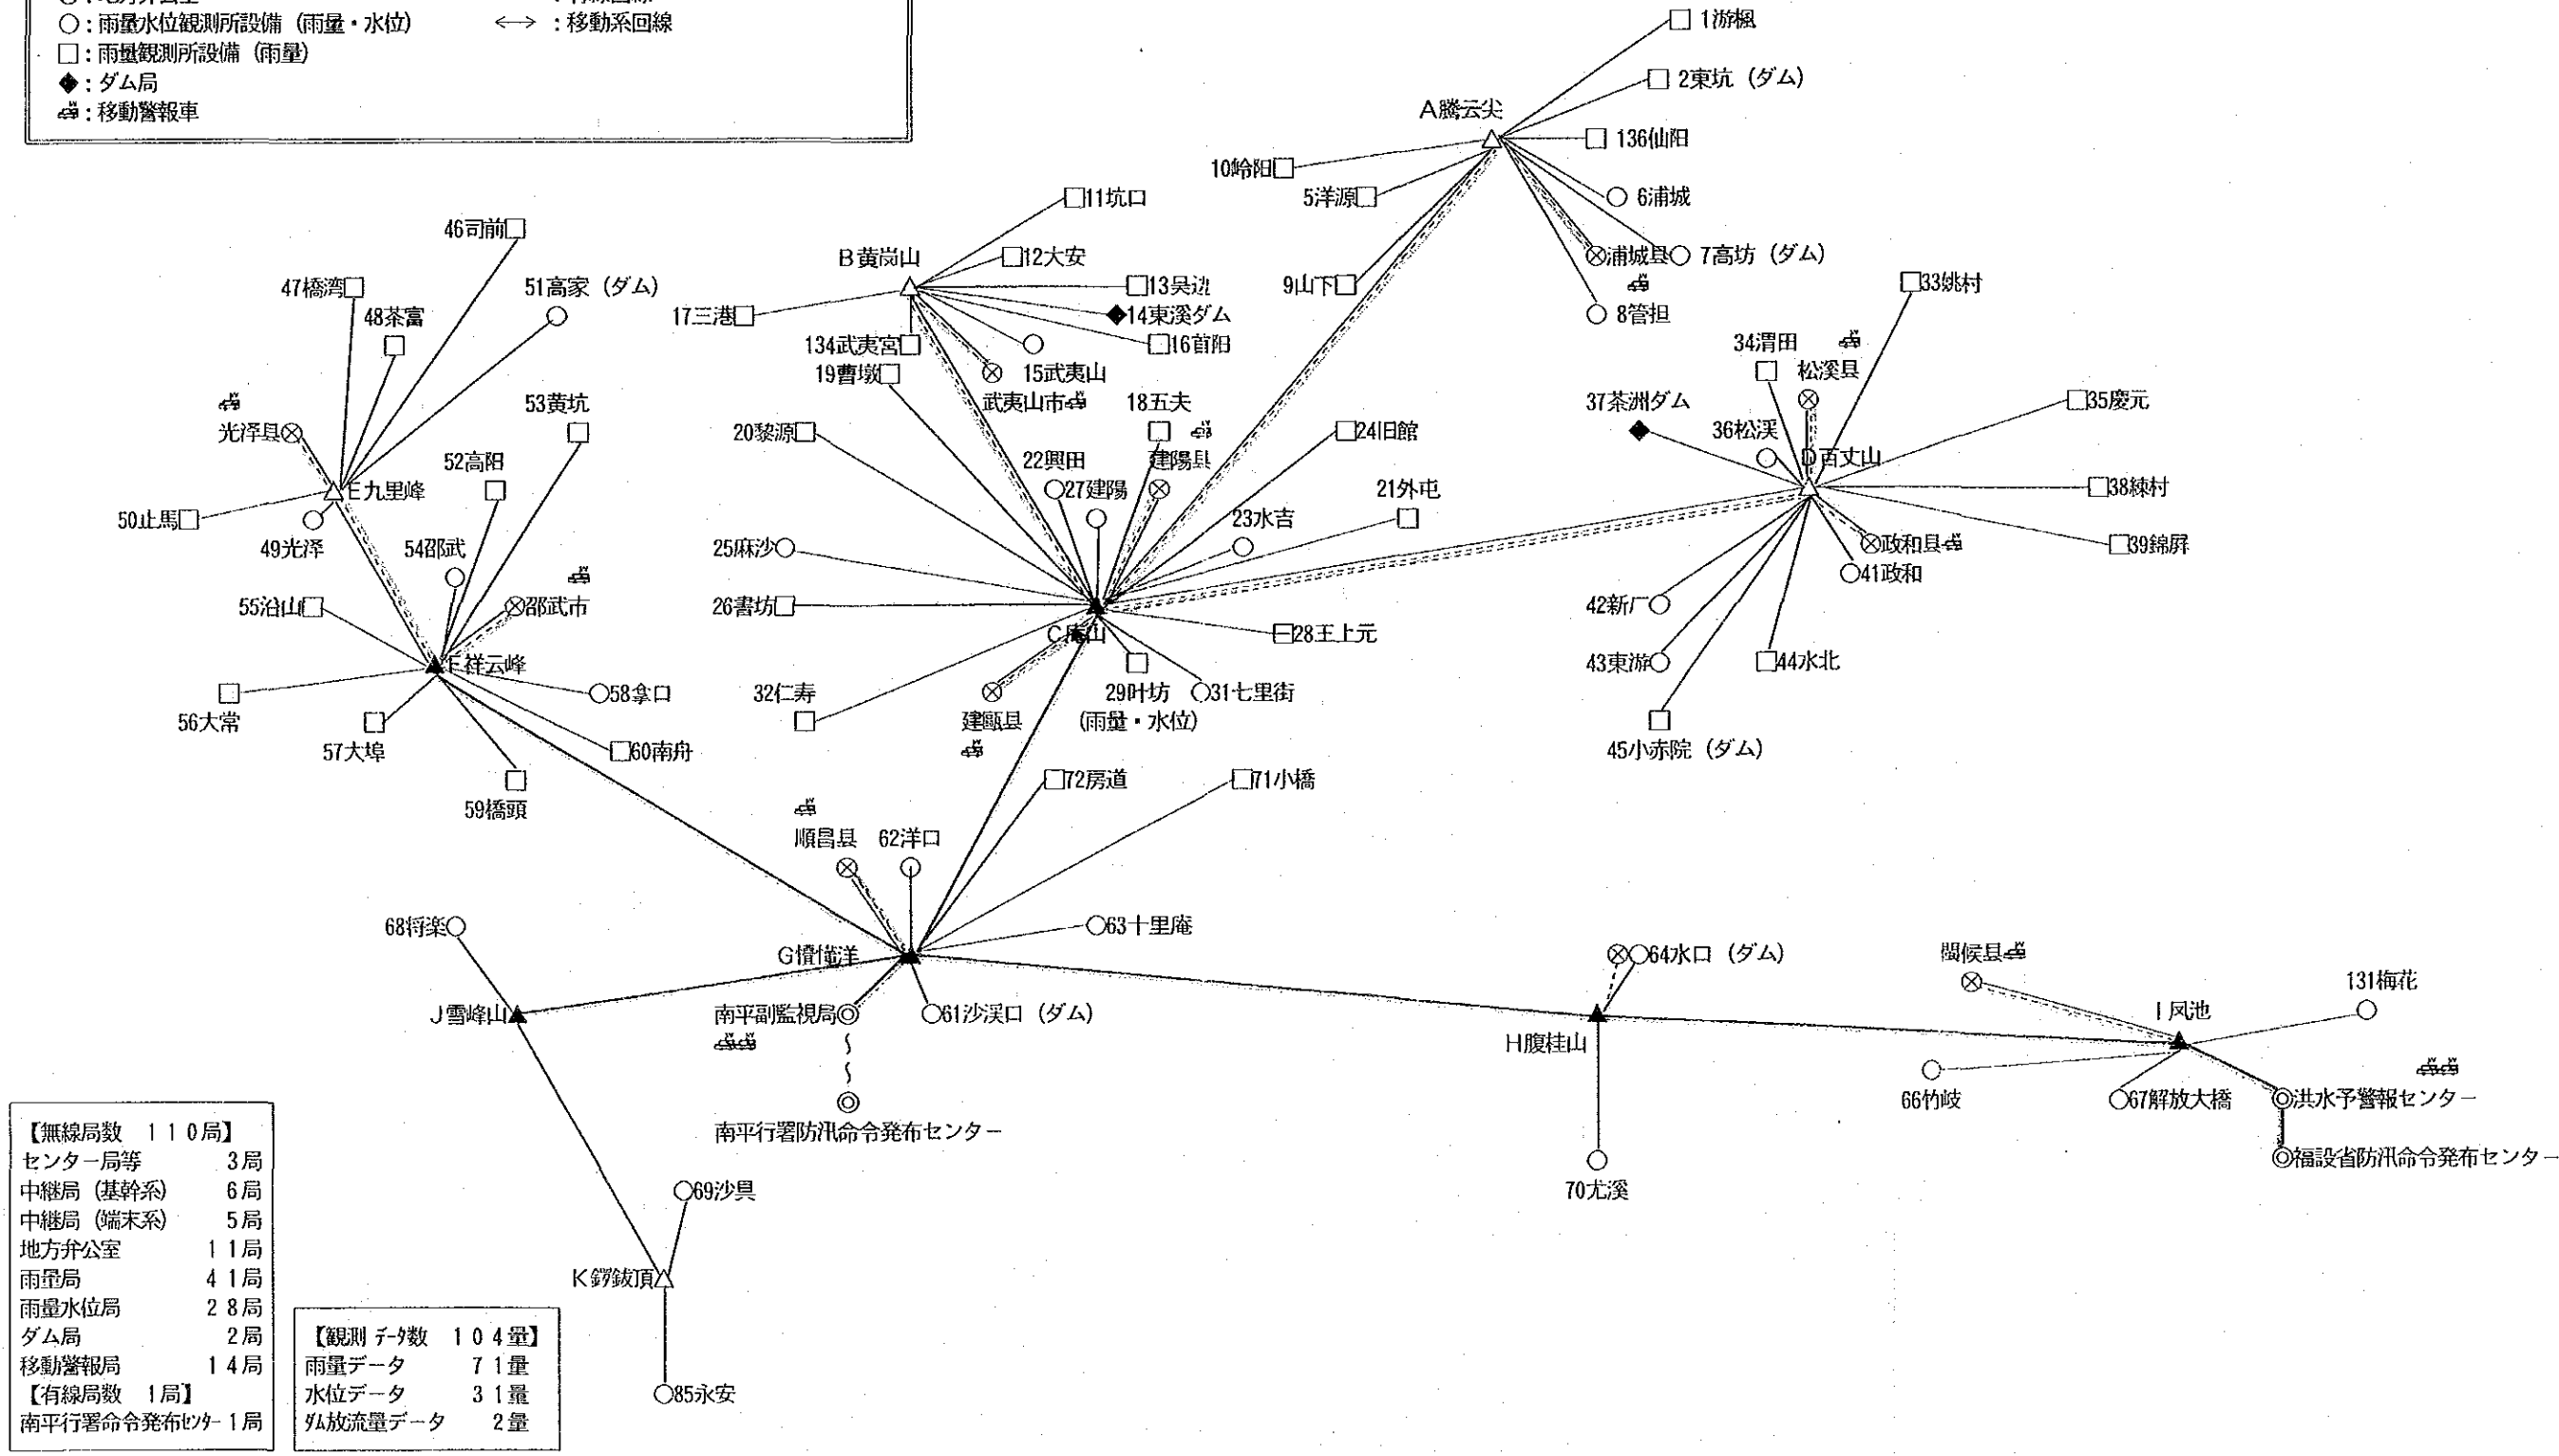 ○：雨量水位観測所設備（雨量・水位）
←→：移動系回線
□：雨量観測所設備（雨量）
◆：ダム局
：移動警報車
1游楓
2東坑（ダム）
A騰云尖
136仙阳
10呤阳
5洋源
6浦城
浦城县
7高坊（ダム）
9山下
8管担
11坑口
B黄崗山
12大安
13吴边
14東溪ダム
17三港
16首阳
134武夷宮
15武夷山
19曹墩
武夷山市
18五夫
46司前
47橋湾
51高家（ダム）
48茶富
53黄坑
光泽县
52高阳
E九里峰
50止馬
49光泽
54邵武
邵武市
55沿山
F祥云峰
56大常
58拿口
57大埠
60南舟
59橋頭
20黎源
24旧館
建陽县
22興田
27建陽
21外屯
23水吉
25麻沙
26書坊
28王上元
32仁寿
29叶坊
（雨量・水位）
31七里街
建甌县
33姚村
34渭田
松溪县
37茶洲ダム
35慶元
36松溪
D百丈山
38練村
39錦屏
政和县
41政和
42新厂
43東游
44水北
45小赤院（ダム）
72房道
71小橋
順昌县
62洋口
68将楽
63十里庵
J雪峰山
南平副監視局
61沙溪口（ダム）
南平行署防汛命令発布センター
64水口（ダム）
閩候县
131梅花
I凤池
H腹桂山
66竹岐
67解放大橋
洪水予警報センター
福設省防汛命令発布センター
70尤溪
69沙具
K鑼鈸頂
85永安
【無線局数　１１０局】
センター局等　3局
中継局（基幹系）　6局
中継局（端末系）　5局
地方弁公室　１１局
雨量局　４１局
雨量水位局　２８局
ダム局　2局
移動警報局　１４局
【有線局数　1局】
南平行署命令発布ｾﾝﾀｰ 1局
【観測ﾃﾞｰﾀ数　１０４量】
雨量データ　７１量
水位データ　３１量
ﾀﾞﾑ放流量データ　2量